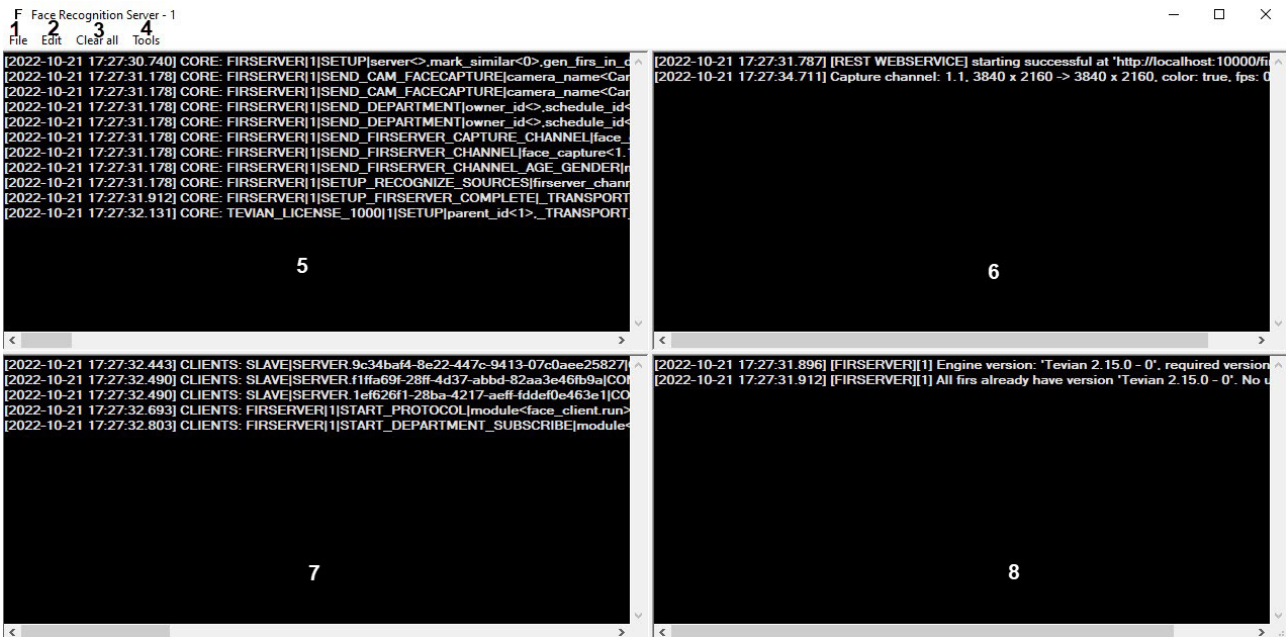 F Face Recognition Server - 1
1 2 3 4
File Edit Clear all Tools
[2022-10-21 17:27:30.740] CORE: FIRSERVER|1|SETUP|server<>,mark_similar<0>,gen_firs_in_d
[2022-10-21 17:27:31.178] CORE: FIRSERVER|1|SEND_CAM_FACECAPTURE|camera_name<Car
[2022-10-21 17:27:31.178] CORE: FIRSERVER|1|SEND_CAM_FACECAPTURE|camera_name<Car
[2022-10-21 17:27:31.178] CORE: FIRSERVER|1|SEND_DEPARTMENT|owner_id<>,schedule_id<
[2022-10-21 17:27:31.178] CORE: FIRSERVER|1|SEND_DEPARTMENT|owner_id<>,schedule_id<
[2022-10-21 17:27:31.178] CORE: FIRSERVER|1|SEND_FIRSERVER_CAPTURE_CHANNEL|face_
[2022-10-21 17:27:31.178] CORE: FIRSERVER|1|SEND_FIRSERVER_CHANNEL|face_capture<1.1
[2022-10-21 17:27:31.178] CORE: FIRSERVER|1|SEND_FIRSERVER_CHANNEL_AGE_GENDER|
[2022-10-21 17:27:31.178] CORE: FIRSERVER|1|SETUP_RECOGNIZE_SOURCES|firserver_chanr
[2022-10-21 17:27:31.912] CORE: FIRSERVER|1|SETUP_FIRSERVER_COMPLETE|_TRANSPORT
[2022-10-21 17:27:32.131] CORE: TEVIAN_LICENSE_1000|1|SETUP|parent_id<1>,_TRANSPORT_
5
[2022-10-21 17:27:31.787] [REST WEBSERVICE] starting successful at 'http://localhost:10000/fi
[2022-10-21 17:27:34.711] Capture channel: 1.1, 3840 x 2160 -> 3840 x 2160, color: true, fps: 0
6
[2022-10-21 17:27:32.443] CLIENTS: SLAVE|SERVER.9c34baf4-8e22-447c-9413-07c0aee25827|
[2022-10-21 17:27:32.490] CLIENTS: SLAVE|SERVER.f1ffa69f-28ff-4d37-abbd-82aa3e46fb9a|CO
[2022-10-21 17:27:32.490] CLIENTS: SLAVE|SERVER.1ef626f1-28ba-4217-aeff-fddef0e463e1|CO
[2022-10-21 17:27:32.693] CLIENTS: FIRSERVER|1|START_PROTOCOL|module<face_client.run>
[2022-10-21 17:27:32.803] CLIENTS: FIRSERVER|1|START_DEPARTMENT_SUBSCRIBE|module<
7
[2022-10-21 17:27:31.896] [FIRSERVER][1] Engine version: 'Tevian 2.15.0 - 0', required version
[2022-10-21 17:27:31.912] [FIRSERVER][1] All firs already have version 'Tevian 2.15.0 - 0'. No u
8